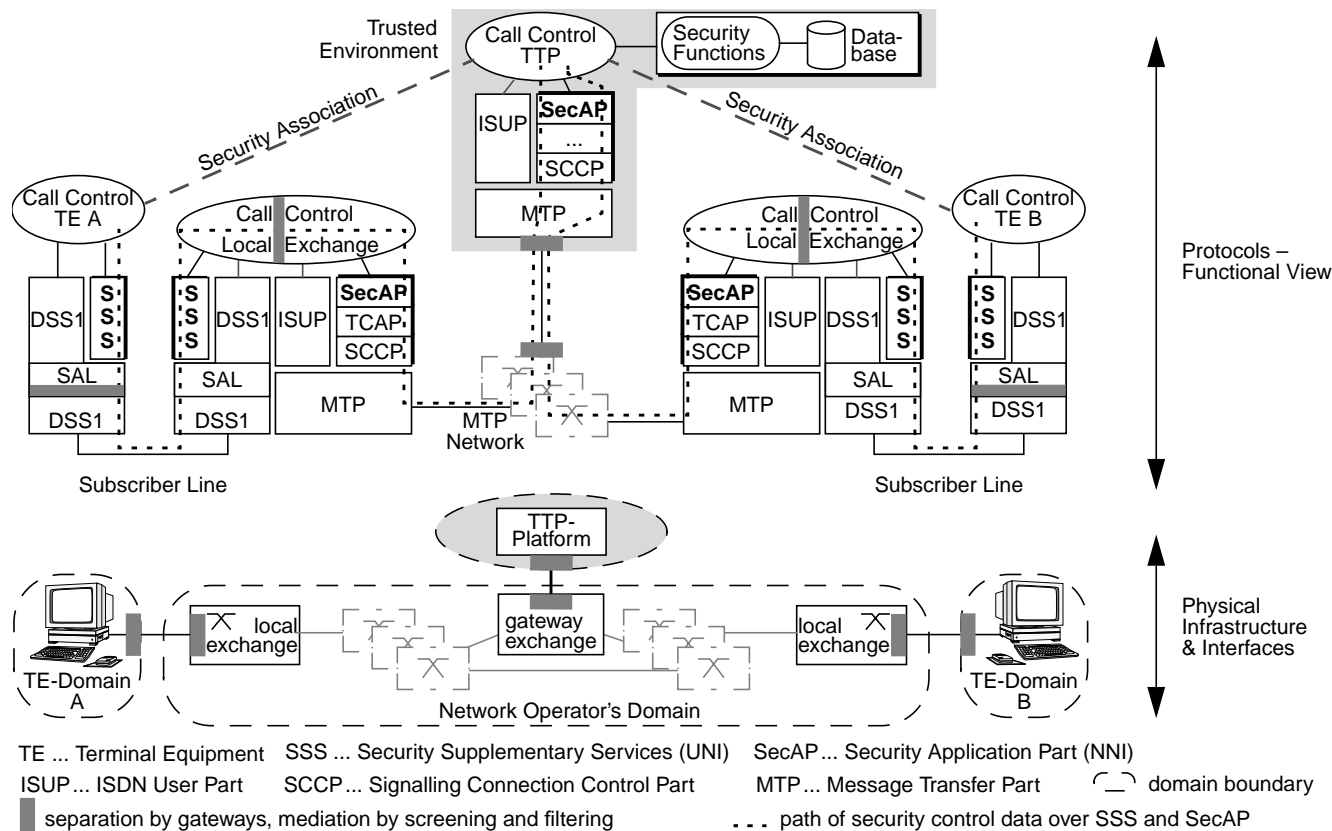 Trusted
Environment
Call Control
TTP
Security
Functions
Data-
base
Security Association
Security Association
ISUP
SecAP
...
SCCP
MTP
Call Control
TE A
Call Control
Local Exchange
Call Control
Local Exchange
Call Control
TE B
Protocols –
Functional View
DSS1
S
S
S
SAL
DSS1
S
S
S
DSS1
SAL
DSS1
ISUP
SecAP
TCAP
SCCP
MTP
MTP
Network
SecAP
TCAP
SCCP
MTP
ISUP
DSS1
S
S
S
SAL
DSS1
S
S
S
DSS1
SAL
DSS1
Subscriber Line
Subscriber Line
TTP-
Platform
local
exchange
gateway
exchange
local
exchange
TE-Domain
A
TE-Domain
B
Network Operator's Domain
Physical
Infrastructure
& Interfaces
TE ... Terminal Equipment SSS ... Security Supplementary Services (UNI) SecAP ... Security Application Part (NNI)
ISUP ... ISDN User Part SCCP ... Signalling Connection Control Part MTP ... Message Transfer Part domain boundary
separation by gateways, mediation by screening and filtering path of security control data over SSS and SecAP